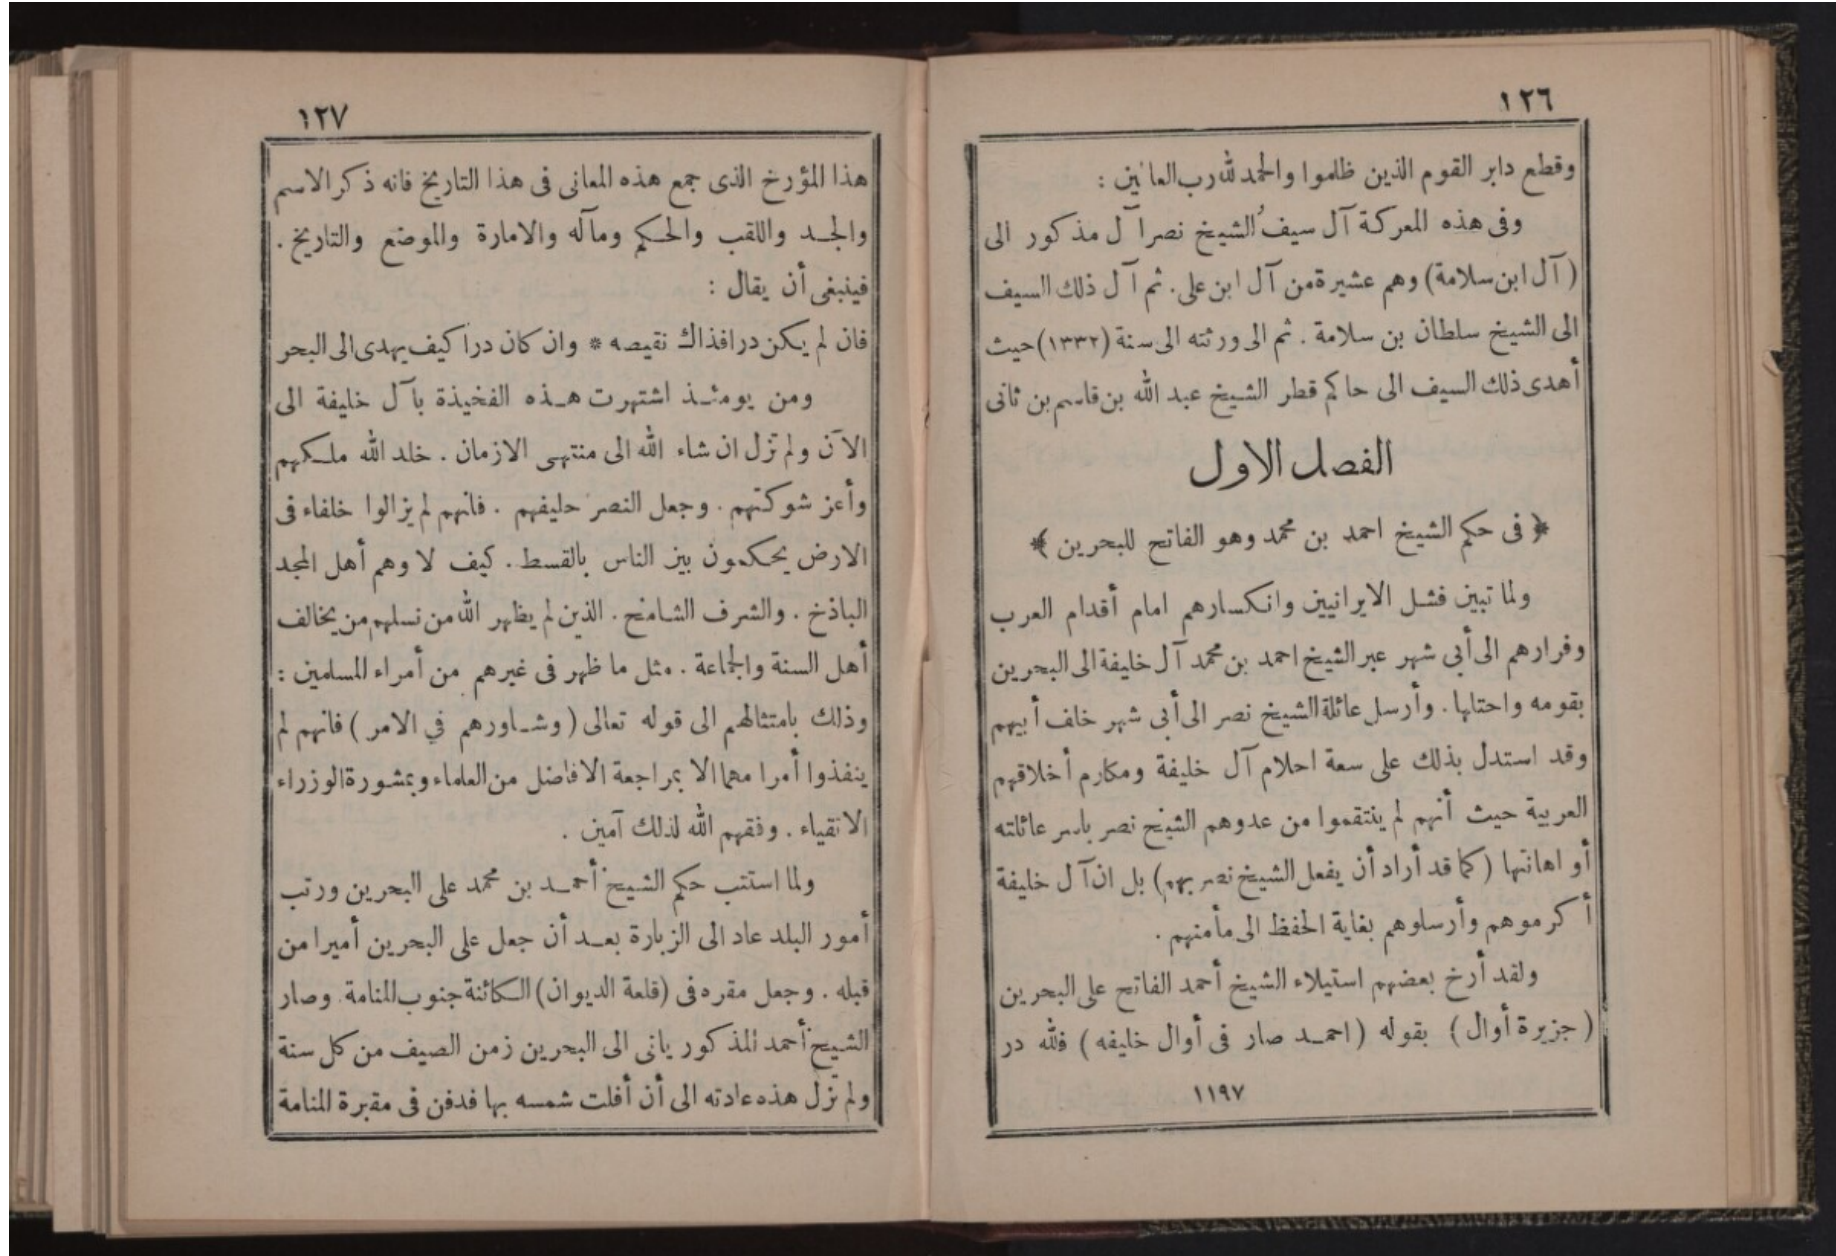 ١٢٦
وقطع دابر القوم الذين ظلموا والحمد لله رب العالمين :
وفى هذه المعركة آل سيف الشيخ نصر آل مذكور الى
( آل ابن سلامة ) وهم عشيرة من آل ابن على . ثم آل ذلك السيف
الى الشيخ سلطان بن سلامة . ثم الى ورثته الى سنة (١٣٣٢) حيث
أهدى ذلك السيف الى حاكم قطر الشيخ عبد الله بن قاسم بن ثانى
الفصل الاول
﴿ فى حكم الشيخ احمد بن محمد وهو الفاتح للبحرين ﴾
ولما تبين فشل الايرانيين وانكسارهم امام أقدام العرب
وفرارهم الى أبى شهر عبر الشيخ احمد بن محمد آل خليفة الى البحرين
بقومه واحتلها . وأرسل عائلة الشيخ نصر الى أبى شهر خلف أبيهم
وقد استدل بذلك على سعة احلام آل خليفة ومكارم أخلاقهم
العربية حيث أنهم لم ينتقموا من عدوهم الشيخ نصر باسر عائلته
أو اهانتها ( كما قد أراد أن يفعل الشيخ نصر بهم ) بل ان آل خليفة
أكرموهم وأرسلوهم بغاية الحفظ الى مأمنهم .
ولقد أرخ بعضهم استيلاء الشيخ أحمد الفاتح على البحرين
( جزيرة أوال ) بقوله ( احمد صار فى أوال خليفه ) فلله در
١١٩٧
١٢٧
هذا المؤرخ الذى جمع هذه المعانى فى هذا التاريخ فانه ذكر الاسم
والجد واللقب والحكم ومآله والامارة والموضع والتاريخ .
فينبغى أن يقال :
فان لم يكن درا فذاك نقيصه * وان كان درا كيف يهدى الى البحر
ومن يومئذ اشتهرت هذه الفخيذة بآل خليفة الى
الآن ولم تزل ان شاء الله الى منتهى الازمان . خلد الله ملكهم
وأعز شوكتهم . وجعل النصر حليفهم . فانهم لم يزالوا خلفاء فى
الارض يحكمون بين الناس بالقسط . كيف لا وهم أهل المجد
الباذخ . والشرف الشامخ . الذين لم يظهر الله من نسلهم من يخالف
أهل السنة والجماعة . مثل ما ظهر فى غيرهم من أمراء المسلمين :
وذلك بامتثالهم الى قوله تعالى ( وشاورهم في الامر ) فانهم لم
ينفذوا أمرا مهما الا بمراجعة الافاضل من العلماء وبمشورة الوزراء
الاتقياء . وفقهم الله لذلك آمين .
ولما استتب حكم الشيخ أحمد بن محمد على البحرين ورتب
أمور البلد عاد الى الزبارة بعد أن جعل على البحرين أميرا من
قبله . وجعل مقره فى (قلعة الديوان) الكائنة جنوب المنامة . وصار
الشيخ أحمد المذكور يانى الى البحرين زمن الصيف من كل سنة
ولم تزل هذه عادته الى أن أفلت شمسه بها فدفن فى مقبرة المنامة